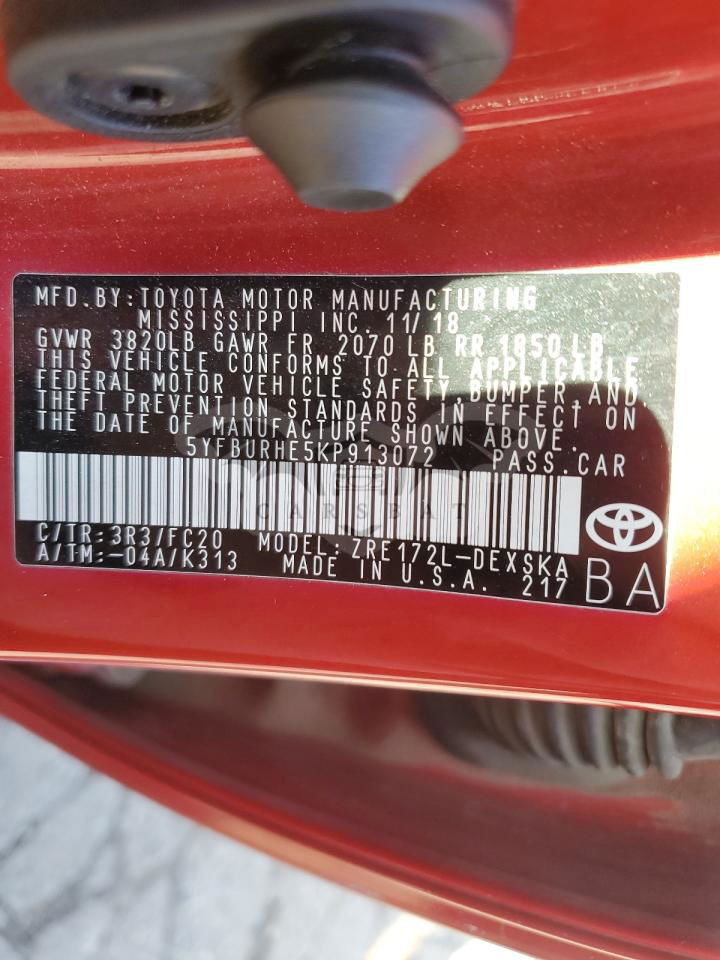 MFD.BY:TOYOTA MOTOR MANUFACTURING
MISSISSIPPI INC. 11/18
GVWR 3820LB GAWR FR 2070 LB RR 1850LB
THIS VEHICLE CONFORMS TO ALL APPLICABLE
FEDERAL MOTOR VEHICLE SAFETY,BUMPER,AND
THEFT PREVENTION STANDARDS IN EFFECT ON
THE DATE OF MANUFACTURE SHOWN ABOVE.
5YFBURHE5KP913072 PASS.CAR
CARSBAT
C/TR:3R3/FC20 MODEL:ZRE172L-DEXSKA
A/TM:-04A/K313 MADE IN U.S.A. 217
BA